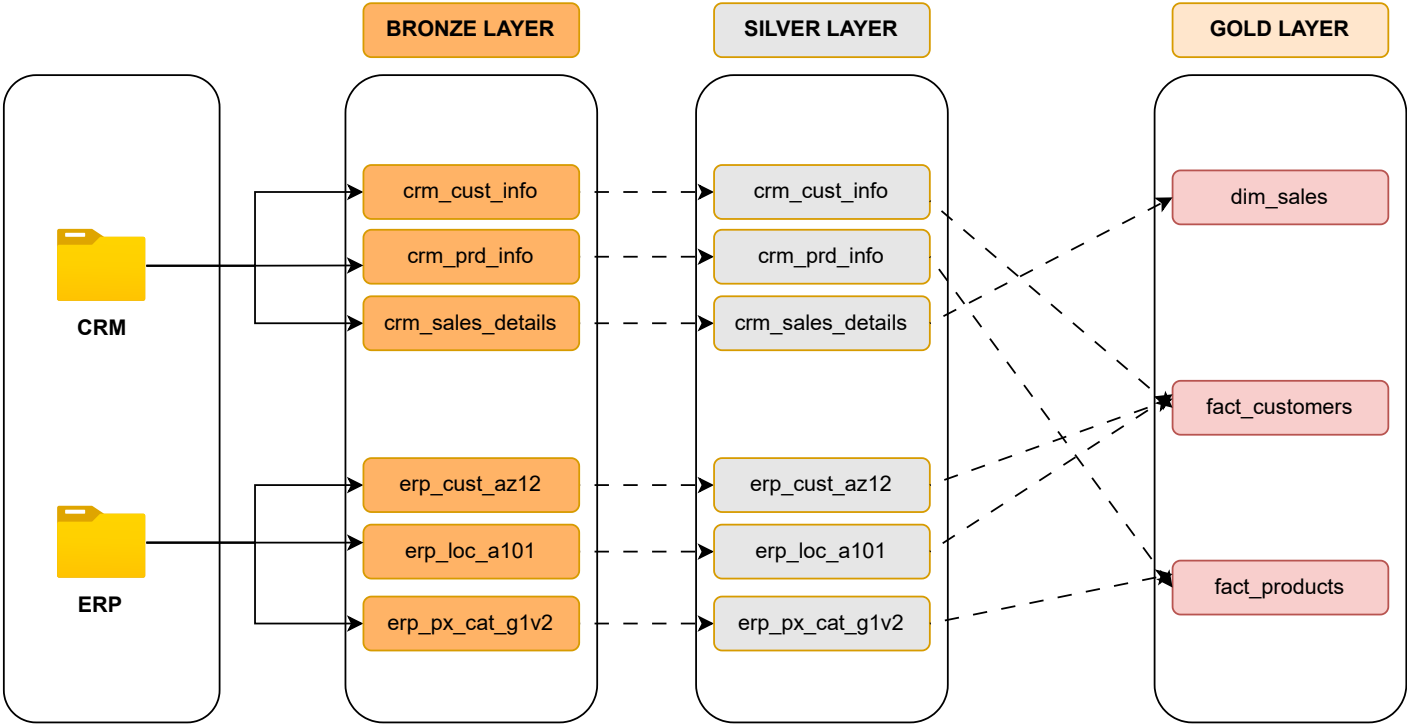 BRONZE LAYER
SILVER LAYER
GOLD LAYER
CRM
ERP
crm_cust_info
crm_prd_info
crm_sales_details
erp_cust_az12
erp_loc_a101
erp_px_cat_g1v2
crm_cust_info
crm_prd_info
crm_sales_details
erp_cust_az12
erp_loc_a101
erp_px_cat_g1v2
dim_sales
fact_customers
fact_products